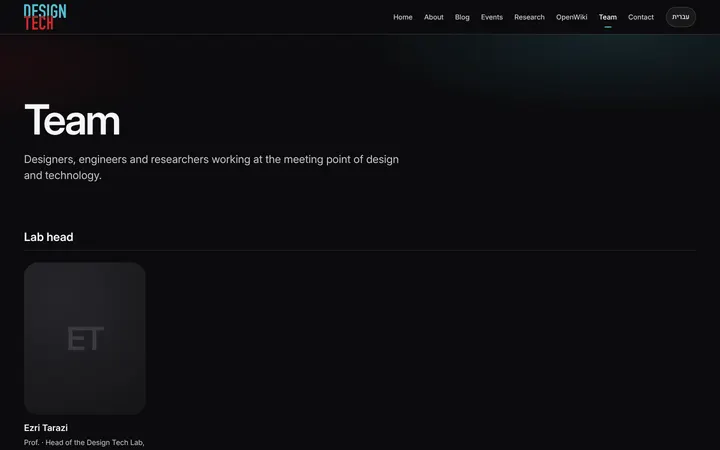 DESIGN
TECH
Home About Blog Events Research OpenWiki Team Contact עברית
Team
Designers, engineers and researchers working at the meeting point of design
and technology.
Lab head
ET
Ezri Tarazi
Prof. · Head of the Design Tech Lab,